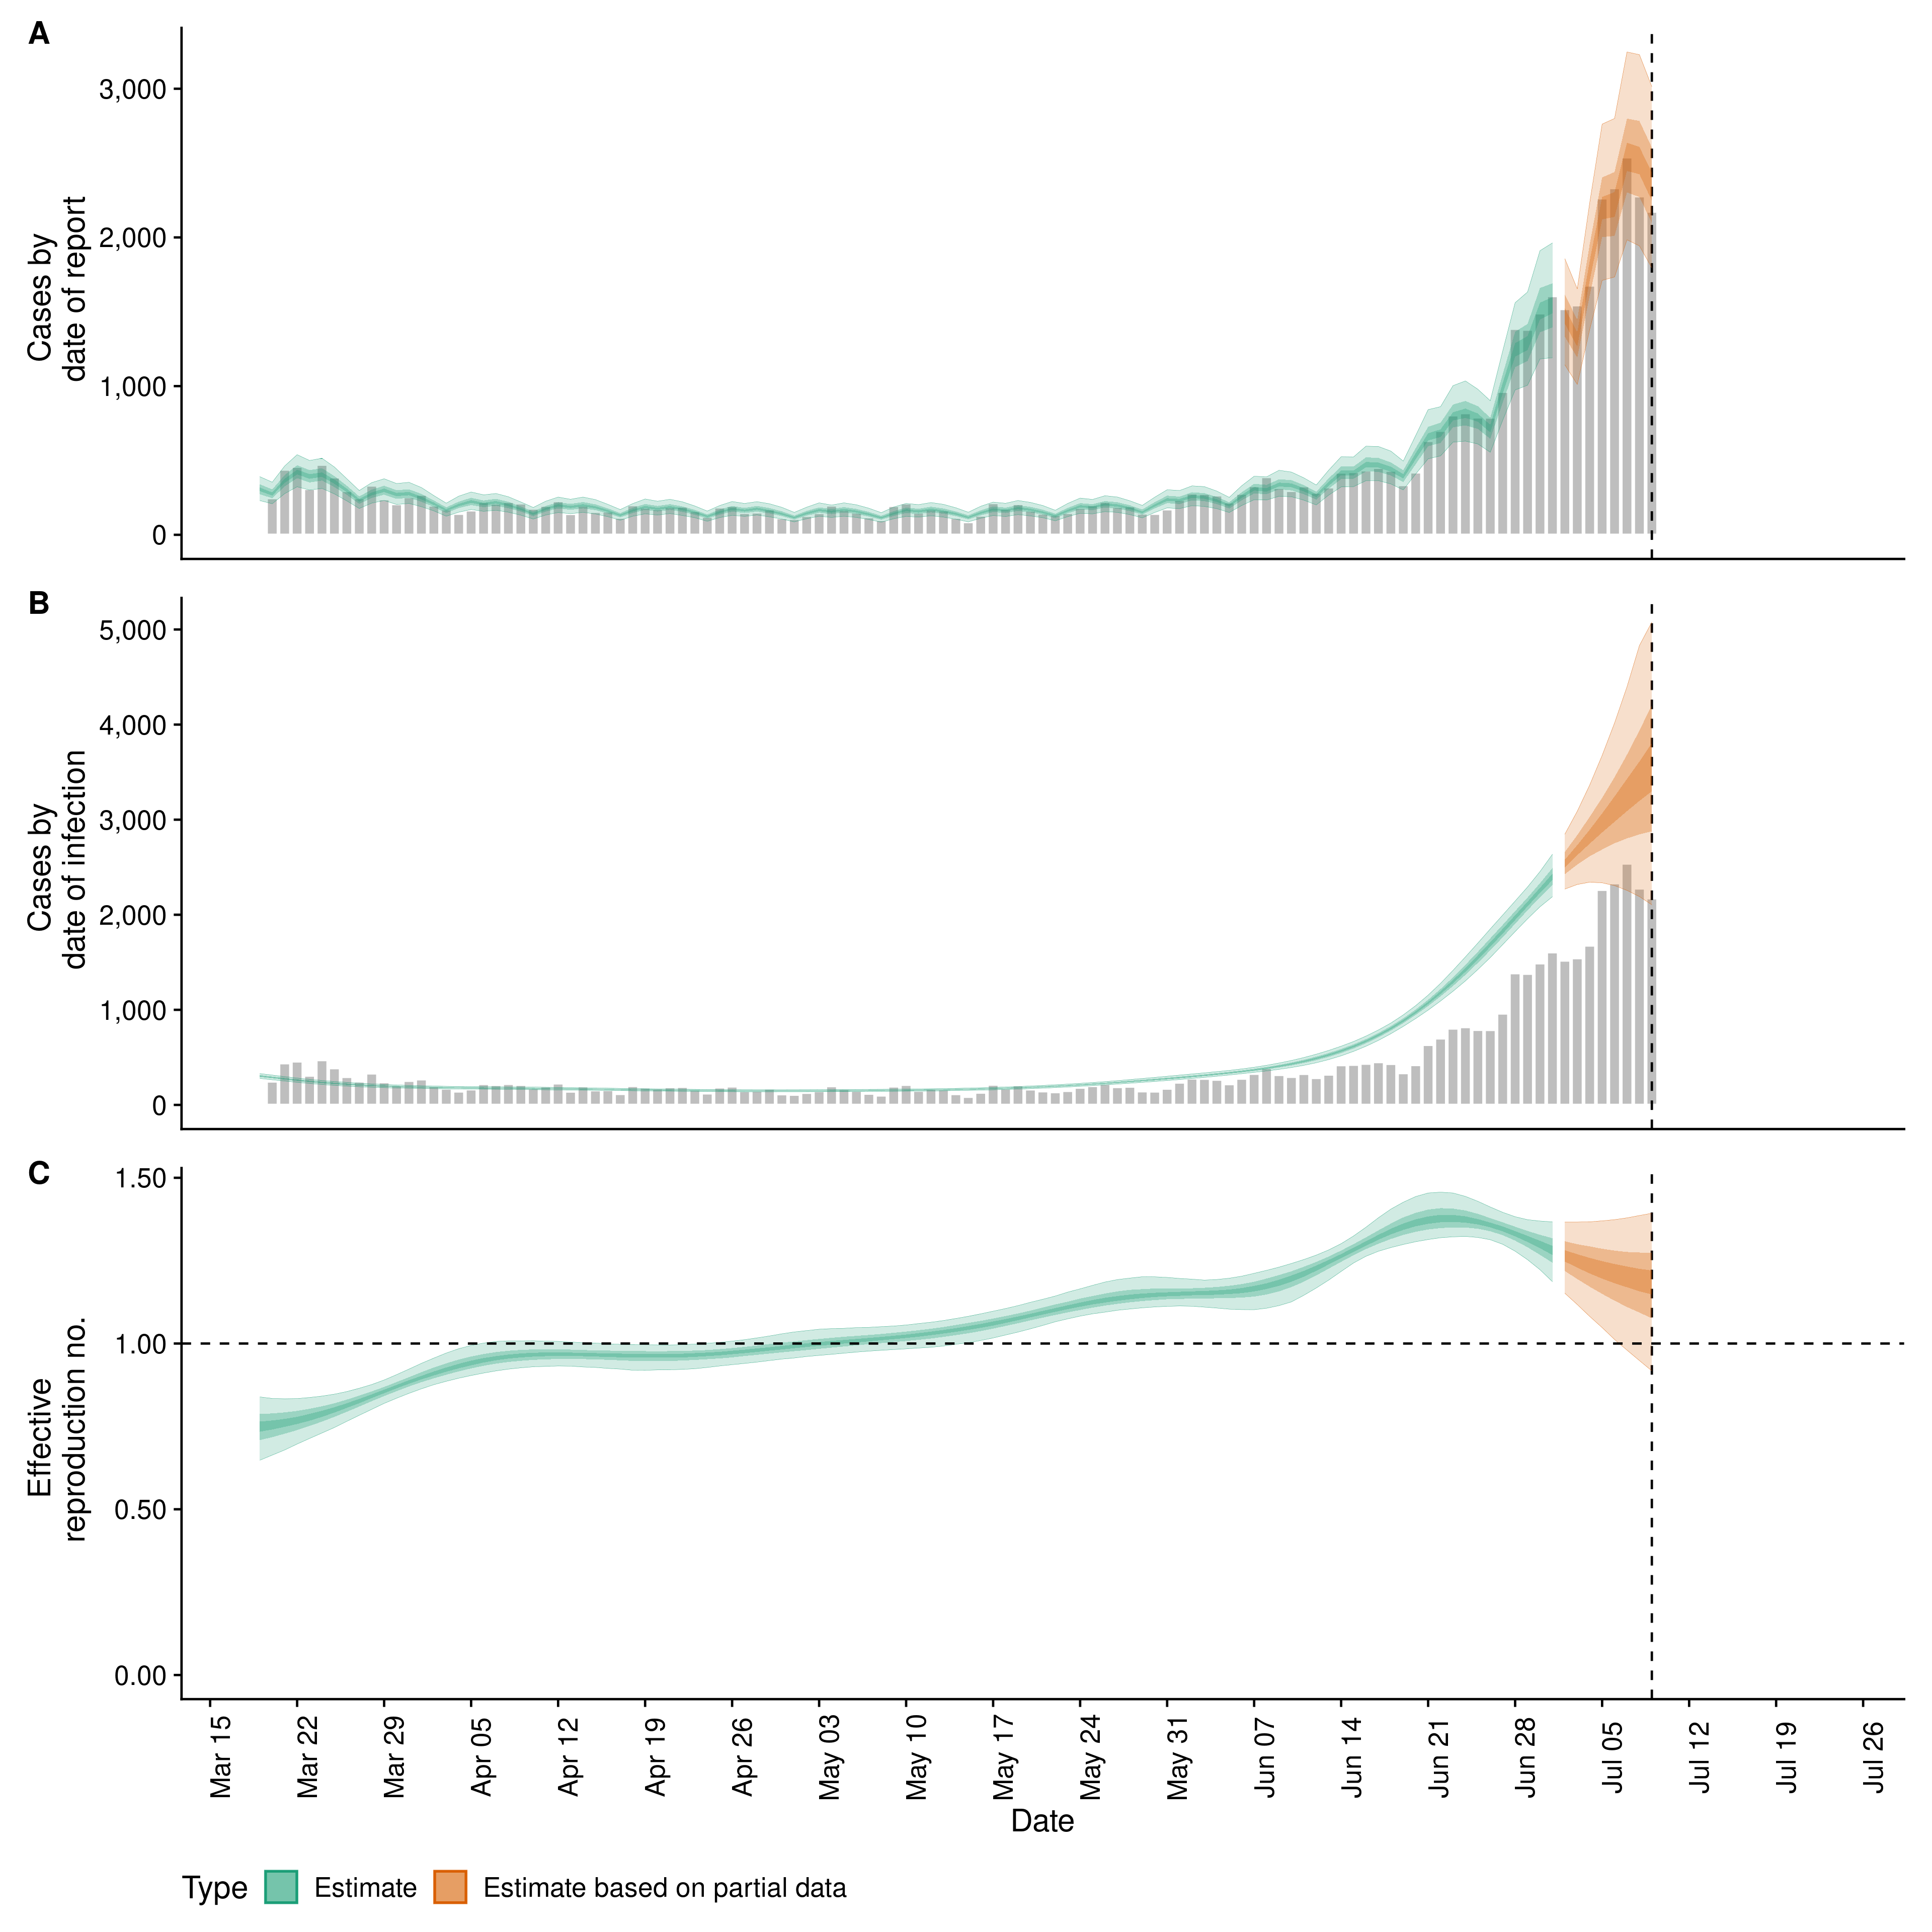 A
Cases by
date of report
3,000
2,000
1,000
0
B
Cases by
date of infection
5,000
4,000
3,000
2,000
1,000
0
C
Effective
reproduction no.
1.50
1.00
0.50
0.00
Mar 15
Mar 22
Mar 29
Apr 05
Apr 12
Apr 19
Apr 26
May 03
May 10
May 17
May 24
May 31
Jun 07
Jun 14
Jun 21
Jun 28
Jul 05
Jul 12
Jul 19
Jul 26
Date
Type Estimate Estimate based on partial data